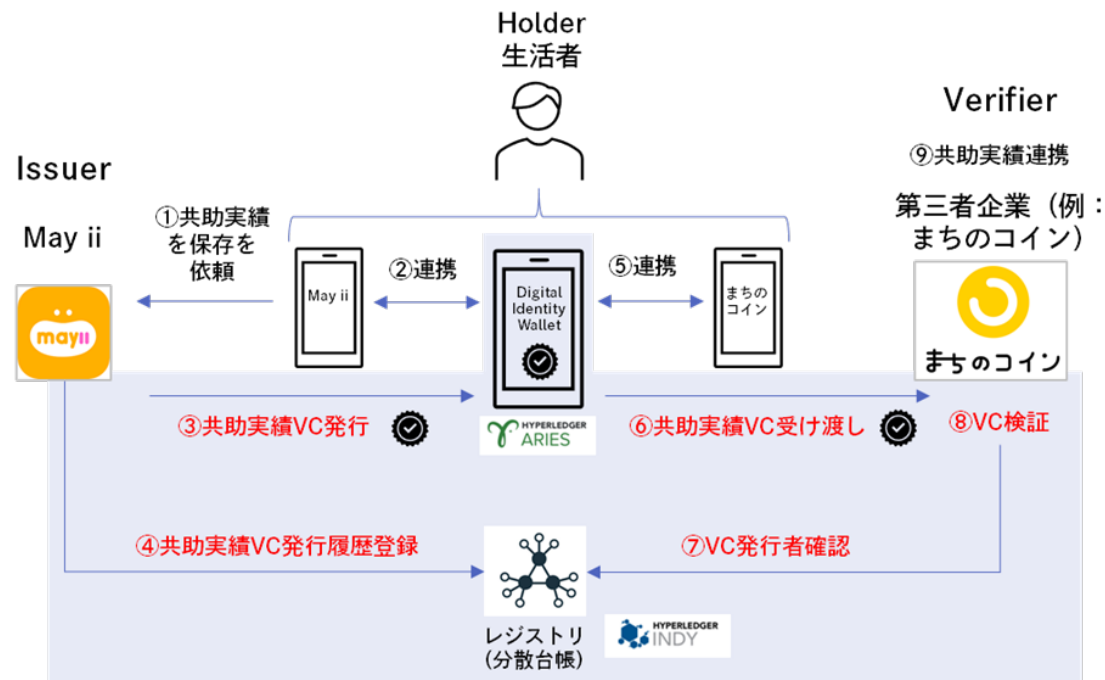 Holder
生活者
Verifier
⑨共助実績連携
第三者企業（例：
まちのコイン）
まちのコイン
Issuer
May ii
mayii
①共助実績
を保存を
依頼
May ii
②連携
Digital
Identity
Wallet
⑤連携
まちの
コイン
③共助実績VC発行
HYPERLEDGER
ARIES
⑥共助実績VC受け渡し
⑧VC検証
④共助実績VC発行履歴登録
⑦VC発行者確認
レジストリ
(分散台帳)
HYPERLEDGER
INDY